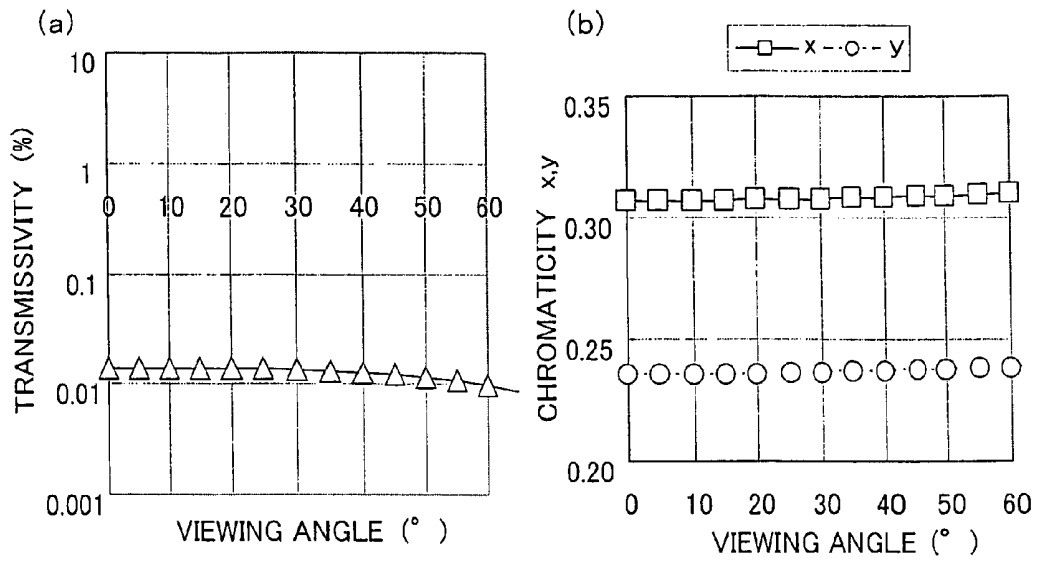 (a)
10
1
0.1
0.01
0.001
0 10 20 30 40 50 60
TRANSMISSIVITY (%)
VIEWING ANGLE (° )
(b)
x y
0.35
0.30
0.25
0.20
0 10 20 30 40 50 60
CHROMATICITY x,y
VIEWING ANGLE (° )